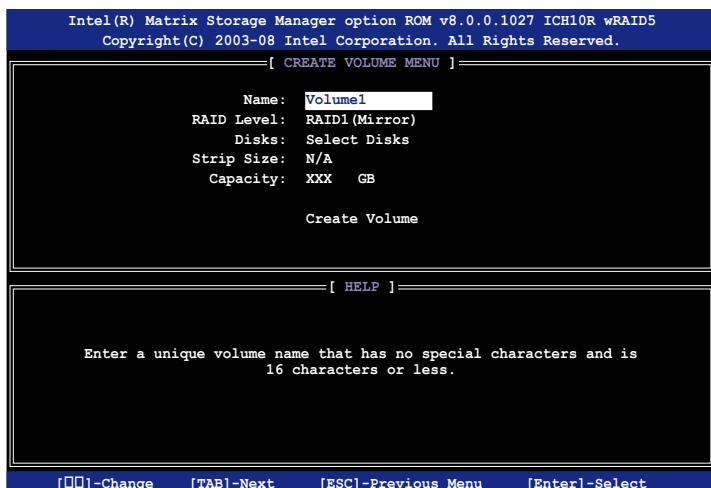 Intel(R) Matrix Storage Manager option ROM v8.0.0.1027 ICH10R wRAID5
Copyright(C) 2003-08 Intel Corporation. All Rights Reserved.
[ CREATE VOLUME MENU ]
Name: Volume1
RAID Level: RAID1(Mirror)
Disks: Select Disks
Strip Size: N/A
Capacity: XXX GB
Create Volume
[ HELP ]
Enter a unique volume name that has no special characters and is
16 characters or less.
[▯▯]-Change [TAB]-Next [ESC]-Previous Menu [Enter]-Select